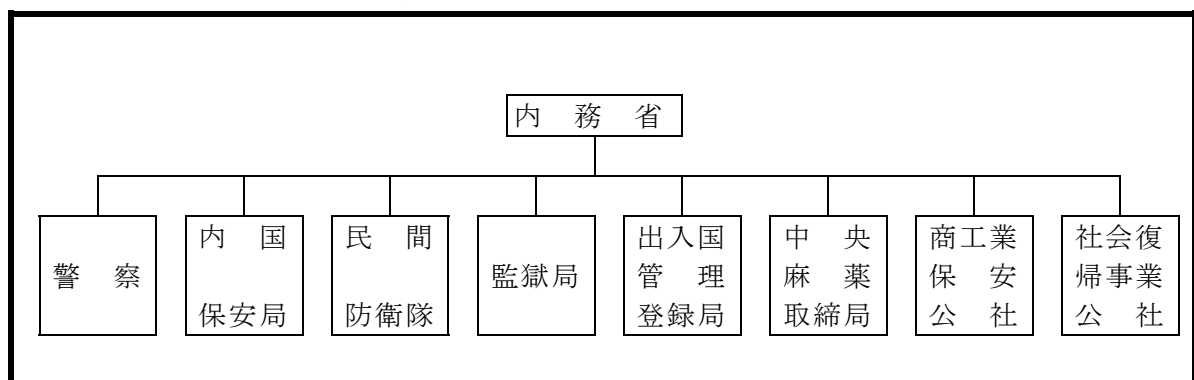 内務省
警察
内国
保安局
民間
防衛隊
監獄局
出入国
管理
登録局
中央
麻薬
取締局
商工業
保安
公社
社会復
帰事業
公社